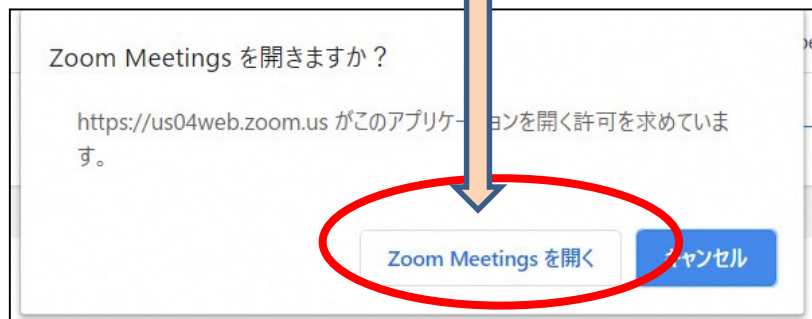 Zoom Meetings を開きますか？
https://us04web.zoom.us がこのアプリケーションを開く許可を求めていま
す。
Zoom Meetings を開く
キャンセル